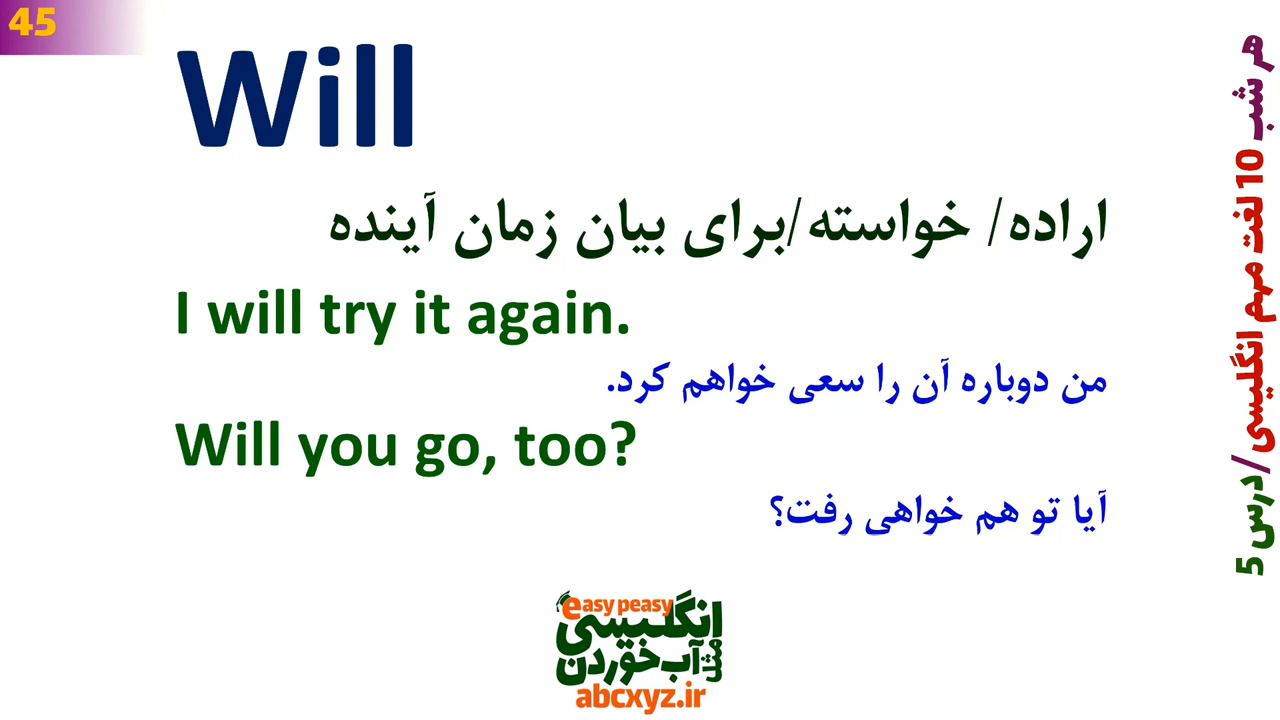 45
Will
اراده/ خواسته/برای بیان زمان آینده
I will try it again.
من دوباره آن را سعی خواهم کرد.
Will you go, too?
آیا تو هم خواهی رفت؟
هر شب 10 لغت مهم انگلیسی/درس 5
easy peasy
انگلیسی
مثل آب خوردن
abcxyz.ir